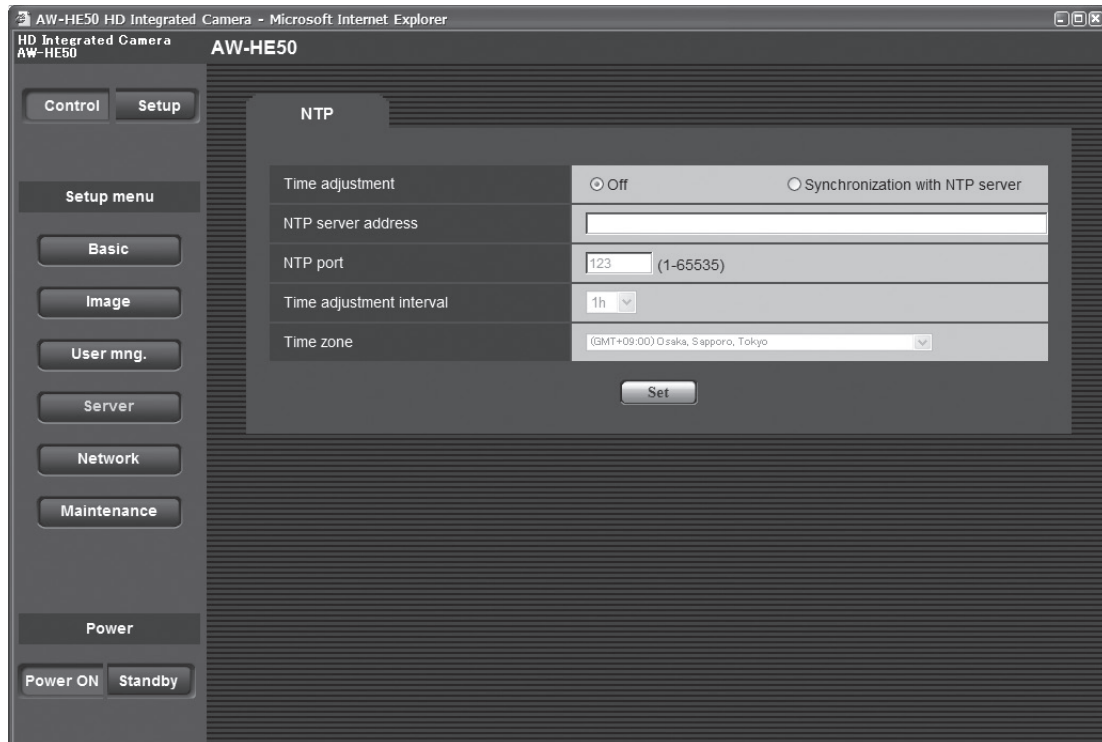 AW-HE50 HD Integrated Camera - Microsoft Internet Explorer
HD Integrated Camera
AW-HE50
AW-HE50
Control
Setup
NTP
Setup menu
Basic
Image
User mng.
Server
Network
Maintenance
Power
Power ON
Standby
Time adjustment
Off
Synchronization with NTP server
NTP server address
NTP port
123
(1-65535)
Time adjustment interval
1h
Time zone
(GMT+09:00) Osaka, Sapporo, Tokyo
Set